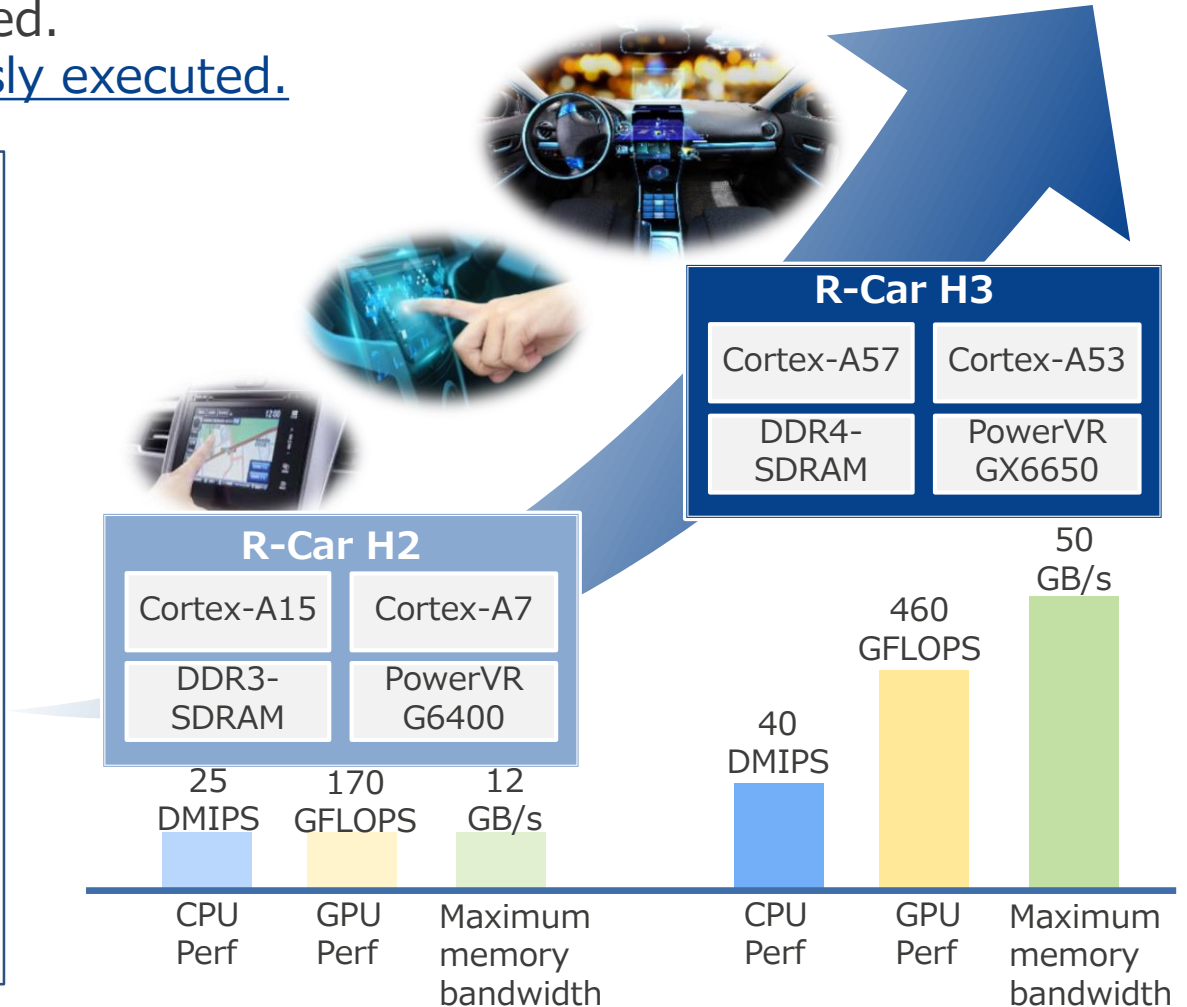 ed.
sly executed.
R-Car H3
Cortex-A57
Cortex-A53
DDR4-
SDRAM
PowerVR
GX6650
R-Car H2
Cortex-A15
Cortex-A7
DDR3-
SDRAM
PowerVR
G6400
25
DMIPS
170
GFLOPS
12
GB/s
40
DMIPS
460
GFLOPS
50
GB/s
CPU
Perf
GPU
Perf
Maximum
memory
bandwidth
CPU
Perf
GPU
Perf
Maximum
memory
bandwidth